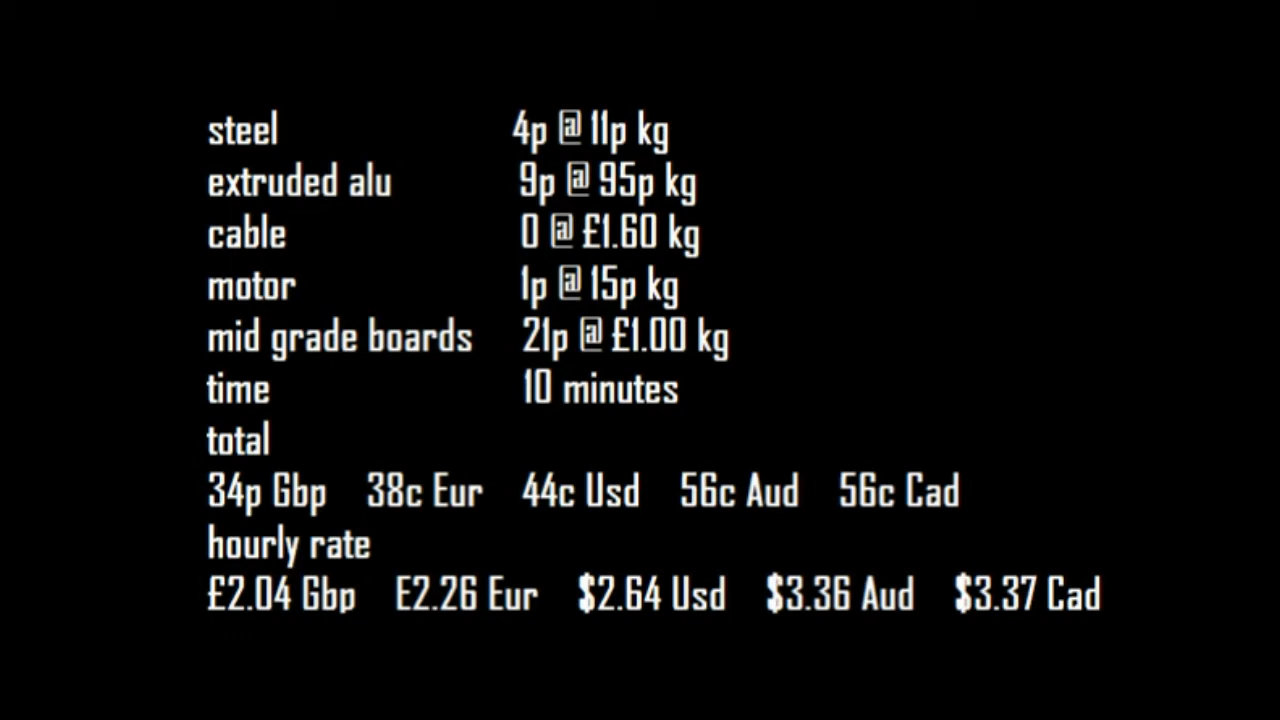 steel 4p @ 11p kg
extruded alu 9p @ 95p kg
cable 0 @ £1.60 kg
motor 1p @ 15p kg
mid grade boards 21p @ £1.00 kg
time 10 minutes
total
34p Gbp 38c Eur 44c Usd 56c Aud 56c Cad
hourly rate
£2.04 Gbp E2.26 Eur $2.64 Usd $3.36 Aud $3.37 Cad